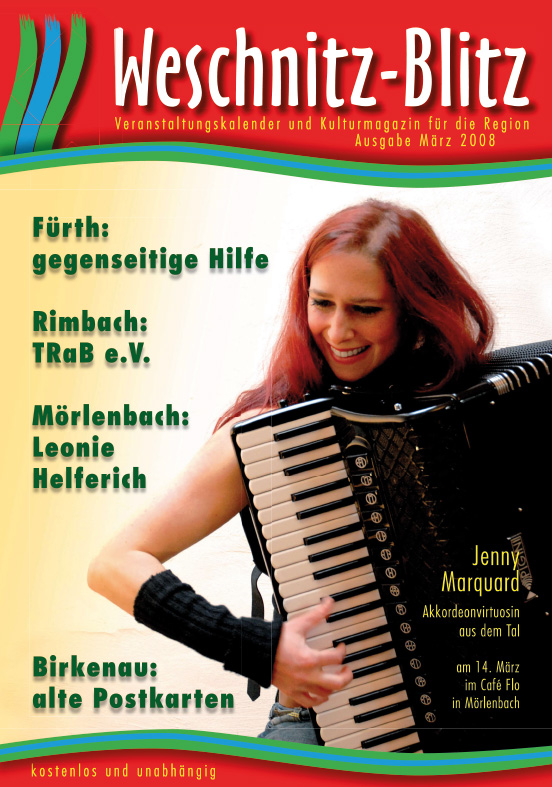 Weschnitz-Blitz
Veranstaltungskalender und Kulturmagazin für die Region
Ausgabe März 2008
Fürth:
gegenseitige Hilfe
Rimbach:
TRaB e.V.
Mörlenbach:
Leonie
Helferich
Jenny
Marquard
Akkordeonvirtuosin
aus dem Tal
am 14. März
im Café Flo
in Mörlenbach
Birkenau:
alte Postkarten
kostenlos und unabhängig